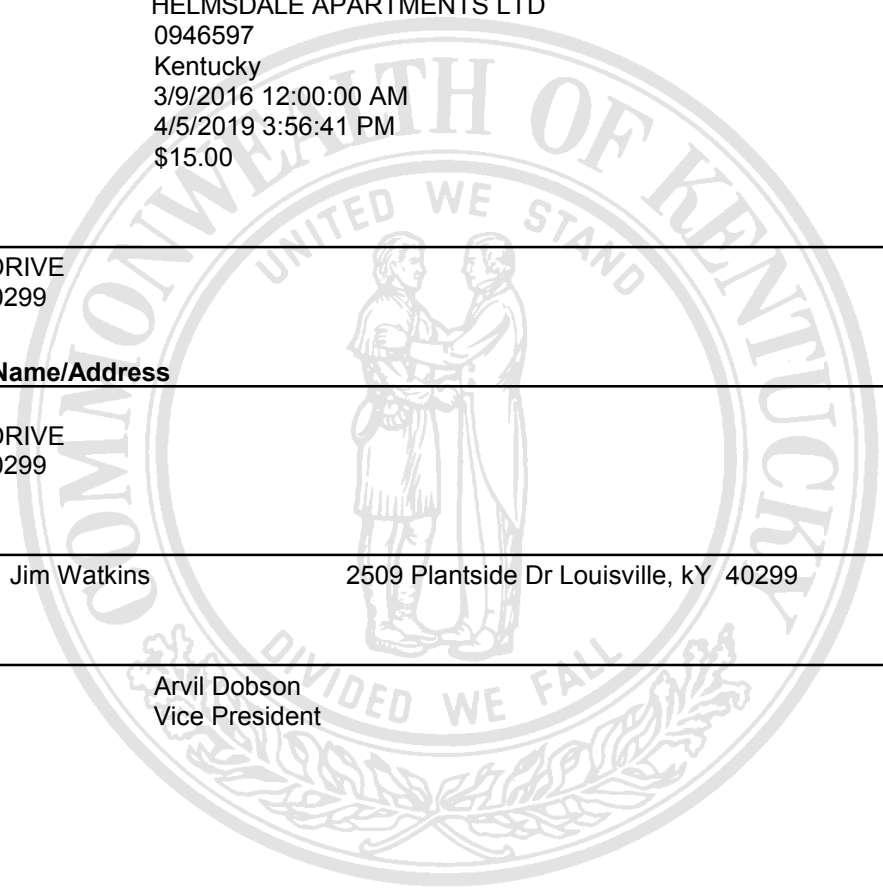 HELMSDALE APARTMENTS LTD
0946597
Kentucky
3/9/2016 12:00:00 AM
4/5/2019 3:56:41 PM
$15.00
COMMONWEALTH OF KENTUCKY
UNITED WE STAND
DRIVE
0299
Name/Address
DRIVE
0299
Jim Watkins 2509 Plantside Dr Louisville, kY 40299
DIVIDED WE FALL
Arvil Dobson
Vice President